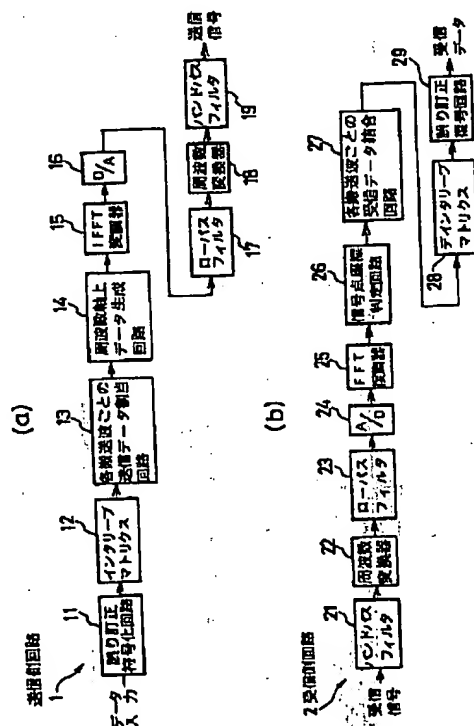 (a)
送信側回路
1
データ
入力
11
誤り訂正
符号化回路
12
インタリーブ
マトリクス
13
各搬送波ごとの
送信データ割当
回路
14
周波数軸上
データ生成
回路
15
IFFT
変調器
16
D/A
17
ローパス
フィルタ
18
周波数
変換器
19
バンドパス
フィルタ
送信
信号
(b)
2 受信側回路
受信
信号
21
バンドパス
フィルタ
22
周波数
変換器
23
ローパス
フィルタ
24
A/D
25
FFT
復調器
26
信号点座標
判定回路
27
各搬送波ごとの
受信データ結合
回路
28
デインタリーブ
マトリクス
29
誤り訂正
復号回路
受信
データ